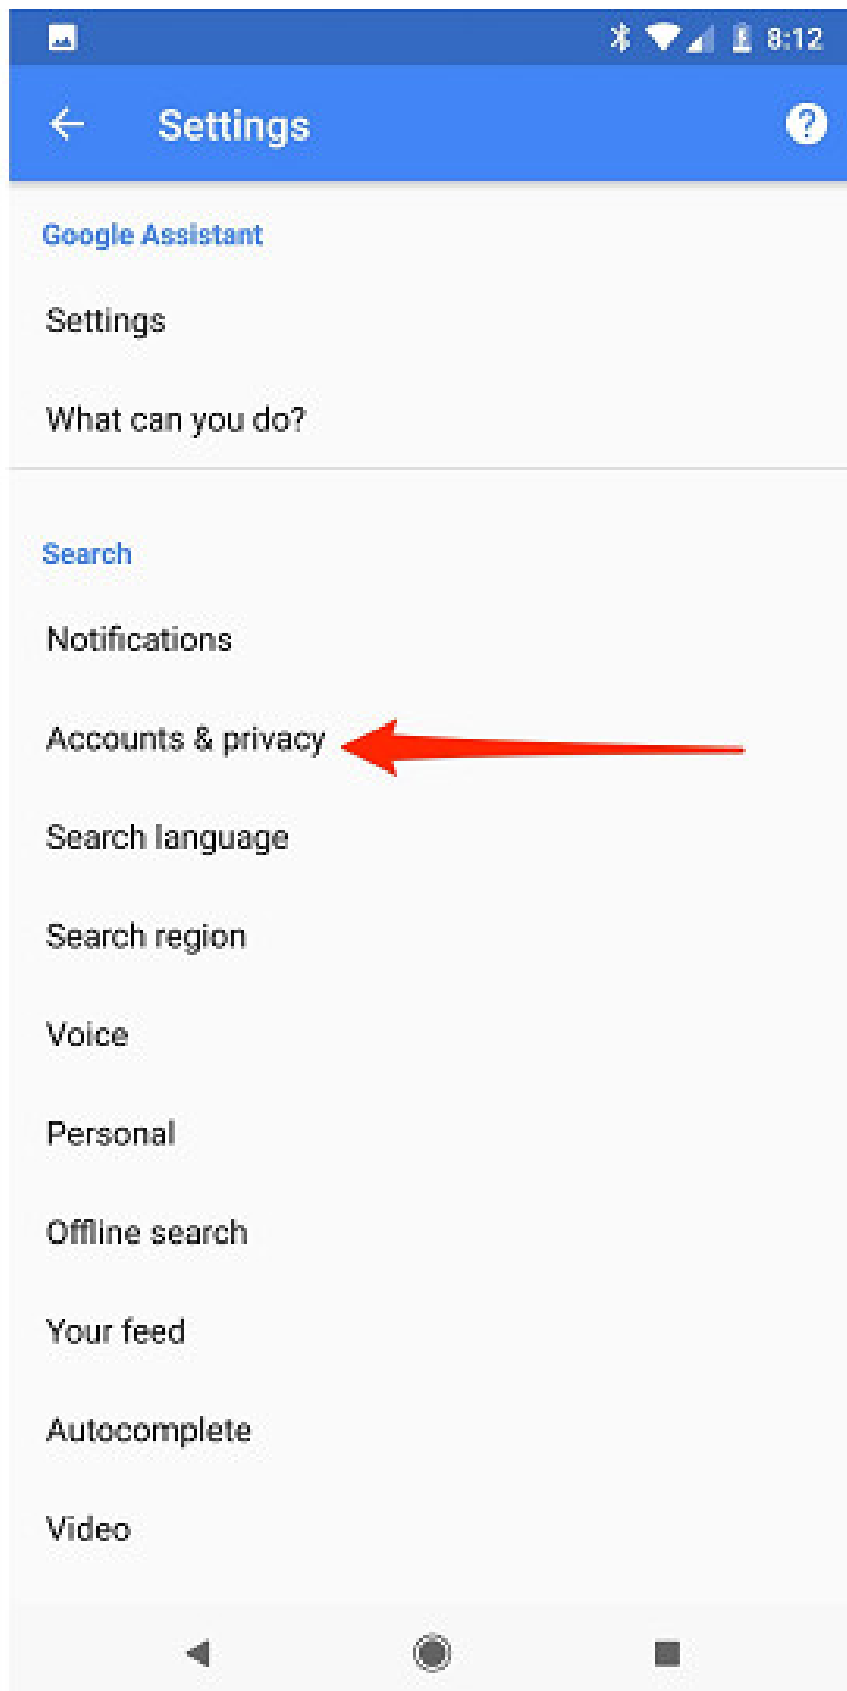 8:12
Settings
Google Assistant
Settings
What can you do?
Search
Notifications
Accounts & privacy
Search language
Search region
Voice
Personal
Offline search
Your feed
Autocomplete
Video